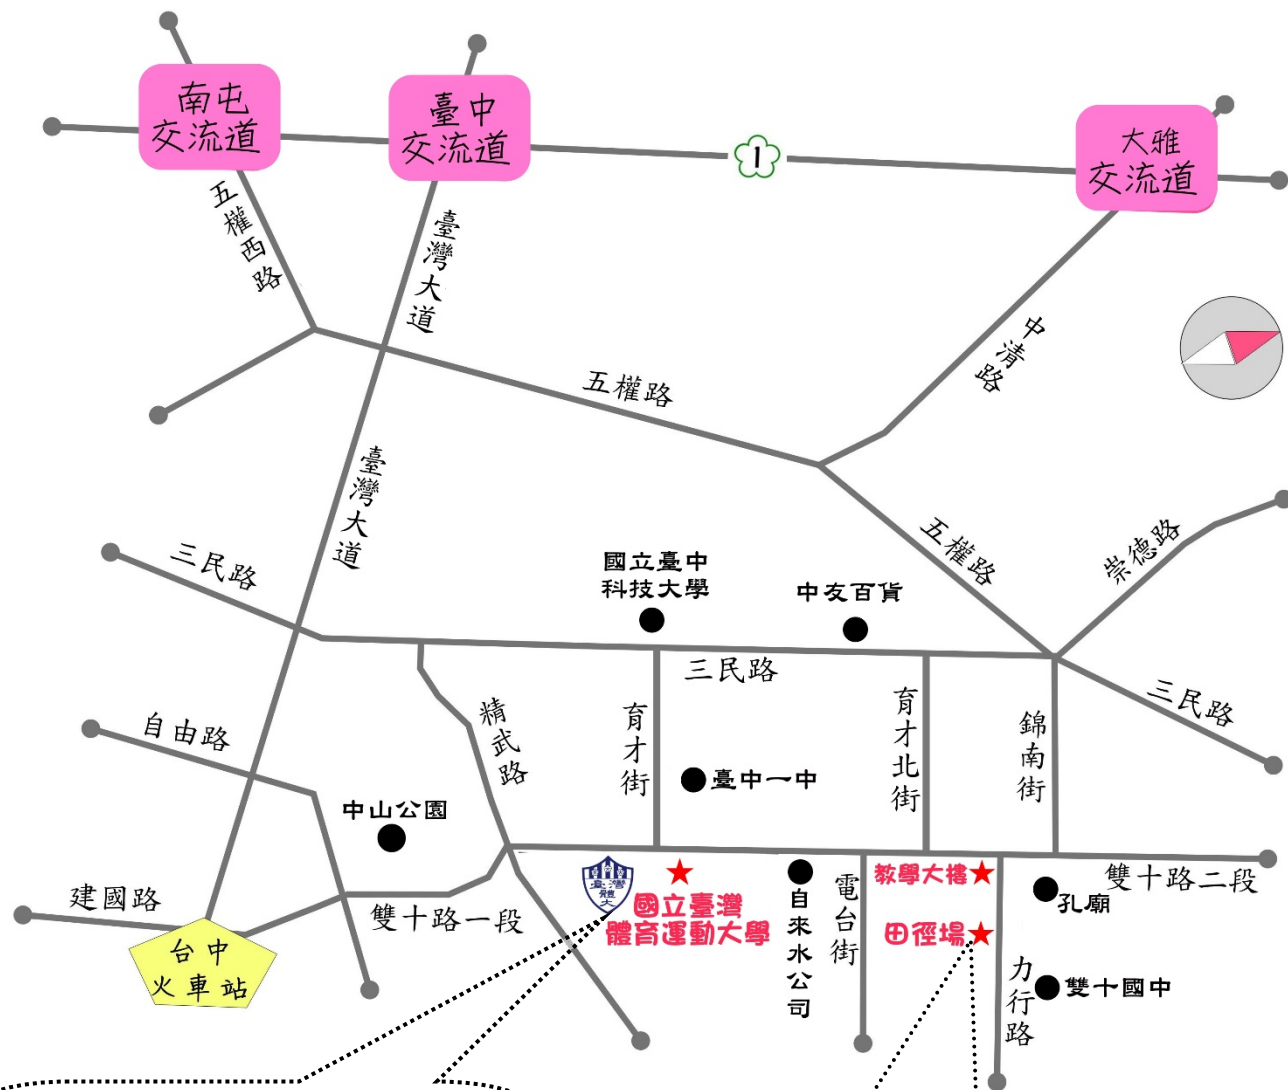 南屯
交流道
臺中
交流道
1
大雅
交流道
五權西路
臺灣大道
中清路
五權路
臺灣大道
五權路
崇德路
三民路
國立臺中
科技大學
中友百貨
三民路
三民路
自由路
精武路
育才街
臺中一中
育才北街
錦南街
中山公園
建國路
雙十路一段
台中
火車站
臺灣
體
大
國立臺灣
體育運動大學
自來水公司
電台街
教學大樓
田徑場
孔廟
雙十路二段
力行路
雙十國中